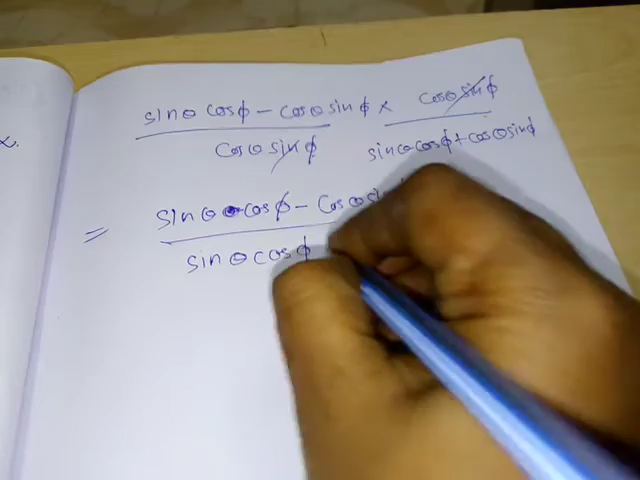 α.
sinθ cosϕ − cosθ sinϕ × cosθ sinϕ
cosθ sinϕ sinθ cosϕ + cosθ sinϕ
= sinθ cosϕ − cosθ
sinθ cosϕ